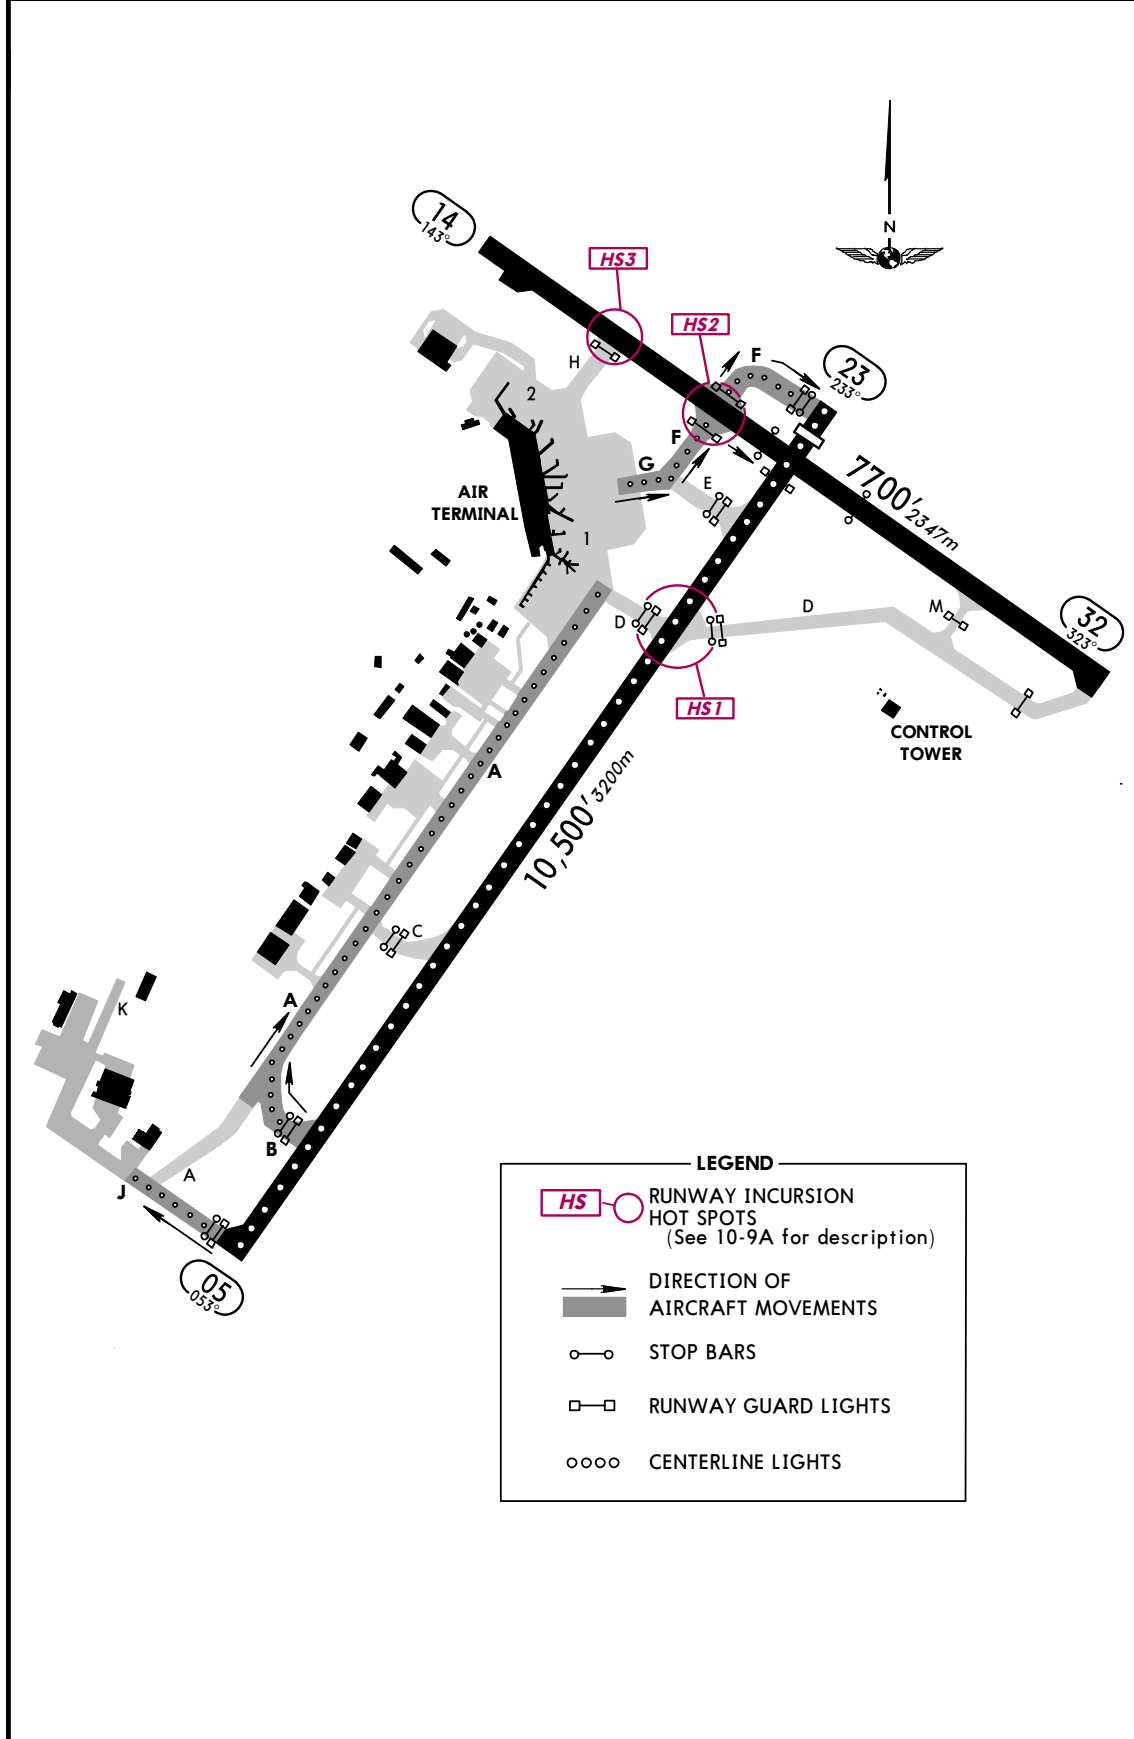 14
143°
N
HS3
HS2
F
23
233°
H
2
F
G
E
7700' 2347m
AIR
TERMINAL
1
D
D
M
32
323°
HS1
CONTROL
TOWER
A
10,500' 3200m
C
A
K
B
A
J
05
053°
LEGEND
HS RUNWAY INCURSION
HOT SPOTS
(See 10-9A for description)
DIRECTION OF
AIRCRAFT MOVEMENTS
STOP BARS
RUNWAY GUARD LIGHTS
CENTERLINE LIGHTS